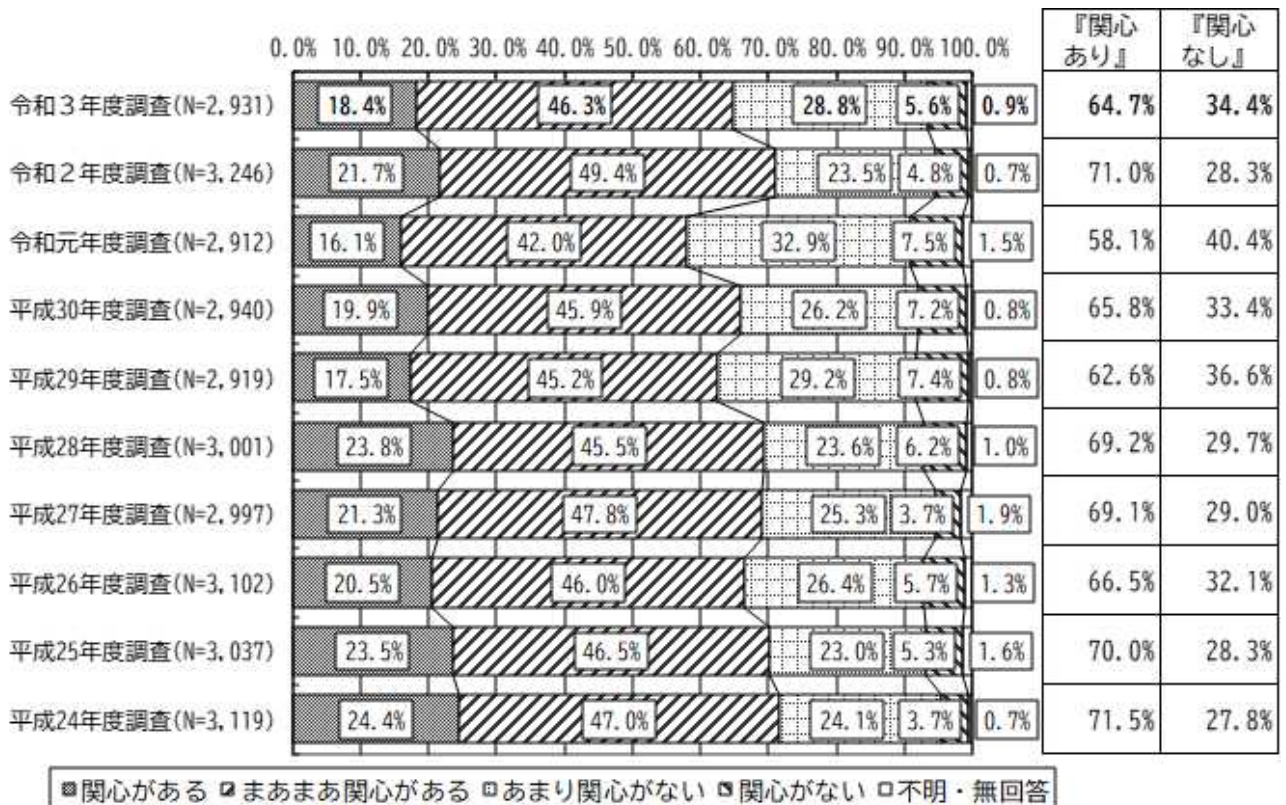 『関心あり』 『関心なし』
0.0% 10.0% 20.0% 30.0% 40.0% 50.0% 60.0% 70.0% 80.0% 90.0% 100.0%
令和３年度調査(N=2,931) 18.4% 46.3% 28.8% 5.6% 0.9% 64.7% 34.4%
令和２年度調査(N=3,246) 21.7% 49.4% 23.5% 4.8% 0.7% 71.0% 28.3%
令和元年度調査(N=2,912) 16.1% 42.0% 32.9% 7.5% 1.5% 58.1% 40.4%
平成30年度調査(N=2,940) 19.9% 45.9% 26.2% 7.2% 0.8% 65.8% 33.4%
平成29年度調査(N=2,919) 17.5% 45.2% 29.2% 7.4% 0.8% 62.6% 36.6%
平成28年度調査(N=3,001) 23.8% 45.5% 23.6% 6.2% 1.0% 69.2% 29.7%
平成27年度調査(N=2,997) 21.3% 47.8% 25.3% 3.7% 1.9% 69.1% 29.0%
平成26年度調査(N=3,102) 20.5% 46.0% 26.4% 5.7% 1.3% 66.5% 32.1%
平成25年度調査(N=3,037) 23.5% 46.5% 23.0% 5.3% 1.6% 70.0% 28.3%
平成24年度調査(N=3,119) 24.4% 47.0% 24.1% 3.7% 0.7% 71.5% 27.8%
関心がある まあまあ関心がある あまり関心がない 関心がない 不明・無回答